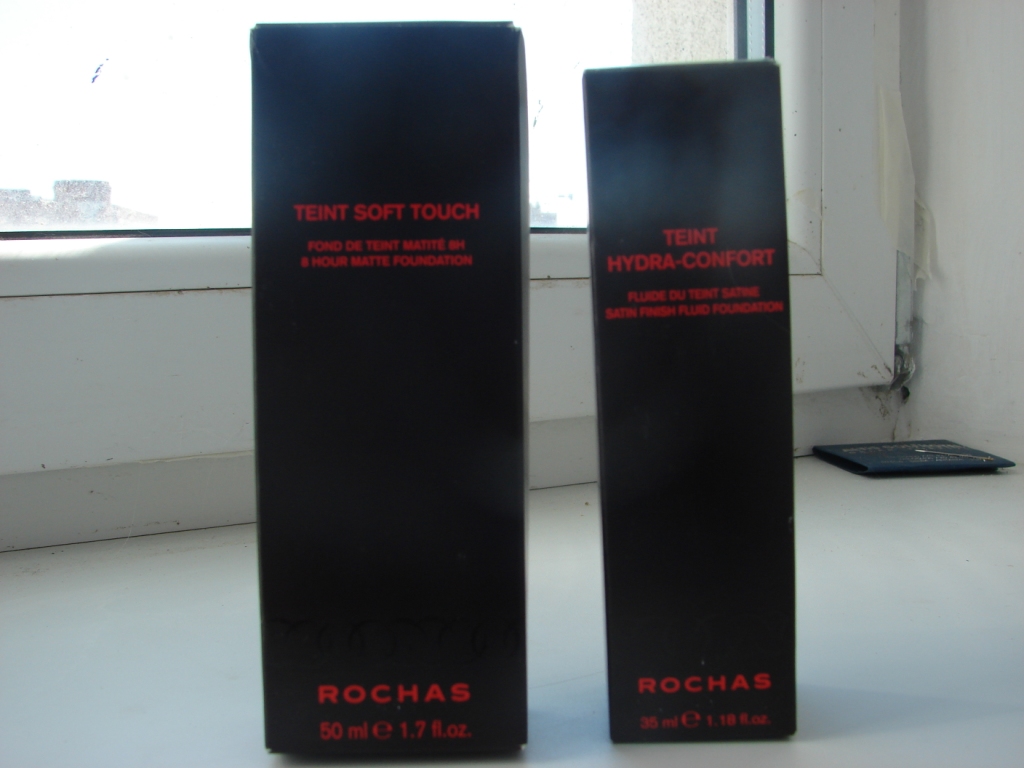 TEINT SOFT TOUCH
FOND DE TEINT MATITÉ 8H
8 HOUR MATTE FOUNDATION
ROCHAS
50 ml e 1.7 fl.oz.
TEINT
HYDRA-CONFORT
FLUIDE DU TEINT SATINÉ
SATIN FINISH FLUID FOUNDATION
ROCHAS
35 ml e 1.18 fl.oz.